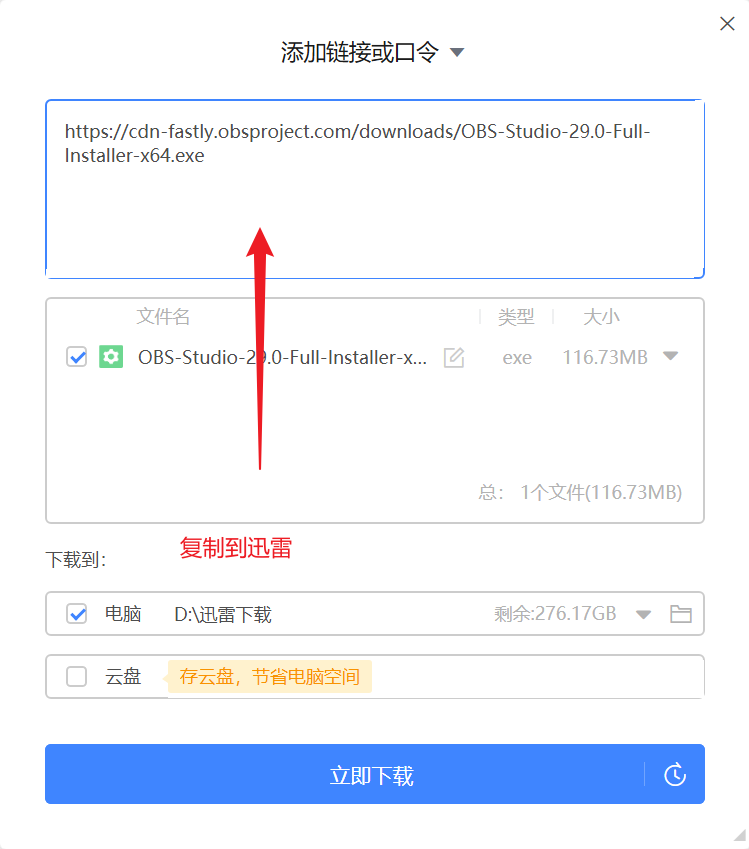 添加链接或口令
https://cdn-fastly.obsproject.com/downloads/OBS-Studio-29.0-Full-
Installer-x64.exe
文件名 类型 大小
OBS-Studio-29.0-Full-Installer-x... exe 116.73MB
总： 1个文件(116.73MB)
复制到迅雷
下载到：
电脑 D:\迅雷下载 剩余:276.17GB
云盘 存云盘，节省电脑空间
立即下载